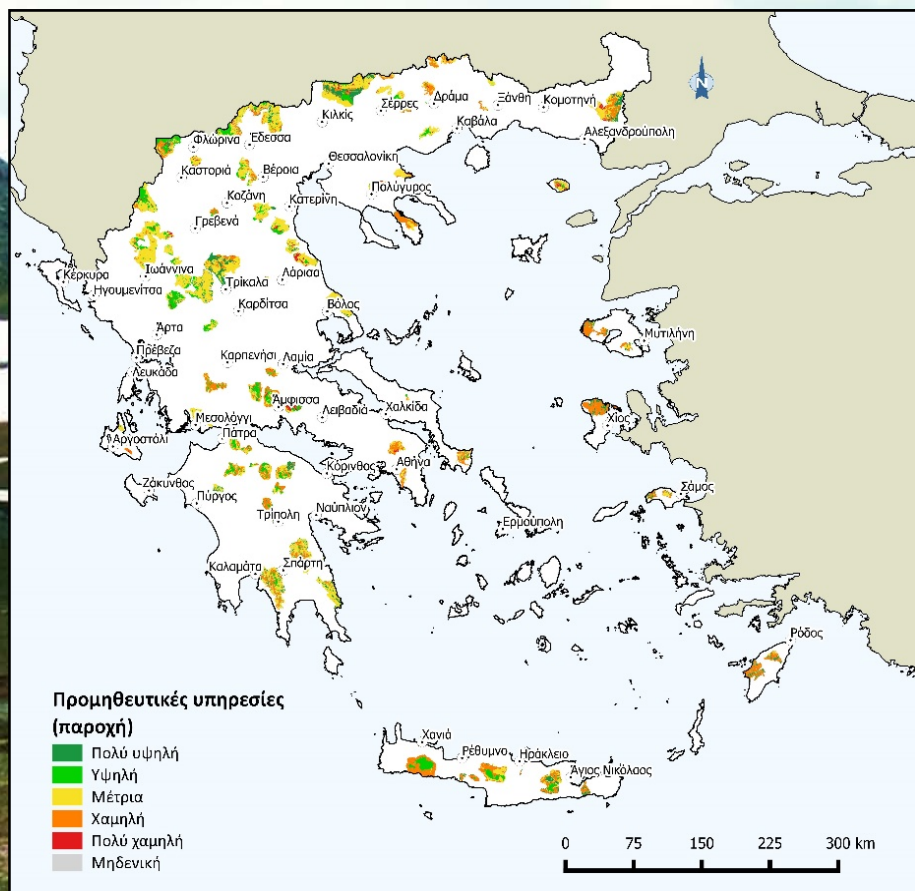 N
Ξάνθη
Κομοτηνή
Δράμα
Σέρρες
Κιλκίς
Καβάλα
Αλεξανδρούπολη
Φλώρινα
Έδεσσα
Θεσσαλονίκη
Καστοριά
Βέροια
Πολύγυρος
Κοζάνη
Κατερίνη
Γρεβενά
Κέρκυρα
Ιωάννινα
Λάρισα
Ηγουμενίτσα
Τρίκαλα
Καρδίτσα
Βόλος
Μυτιλήνη
Άρτα
Πρέβεζα
Καρπενήσι
Λαμία
Λευκάδα
Άμφισσα
Λειβαδιά
Χαλκίδα
Μεσολόγγι
Χίος
Πάτρα
Αργοστόλι
Κόρινθος
Αθήνα
Ζάκυνθος
Πύργος
Σάμος
Ναύπλιον
Τρίπολη
Ερμούπολη
Καλαμάτα
Σπάρτη
Ρόδος
Χανιά
Ρέθυμνο
Ηράκλειο
Άγιος Νικόλαος
Προμηθευτικές υπηρεσίες
(παροχή)
Πολύ υψηλή
Υψηλή
Μέτρια
Χαμηλή
Πολύ χαμηλή
Μηδενική
0 75 150 225 300 km